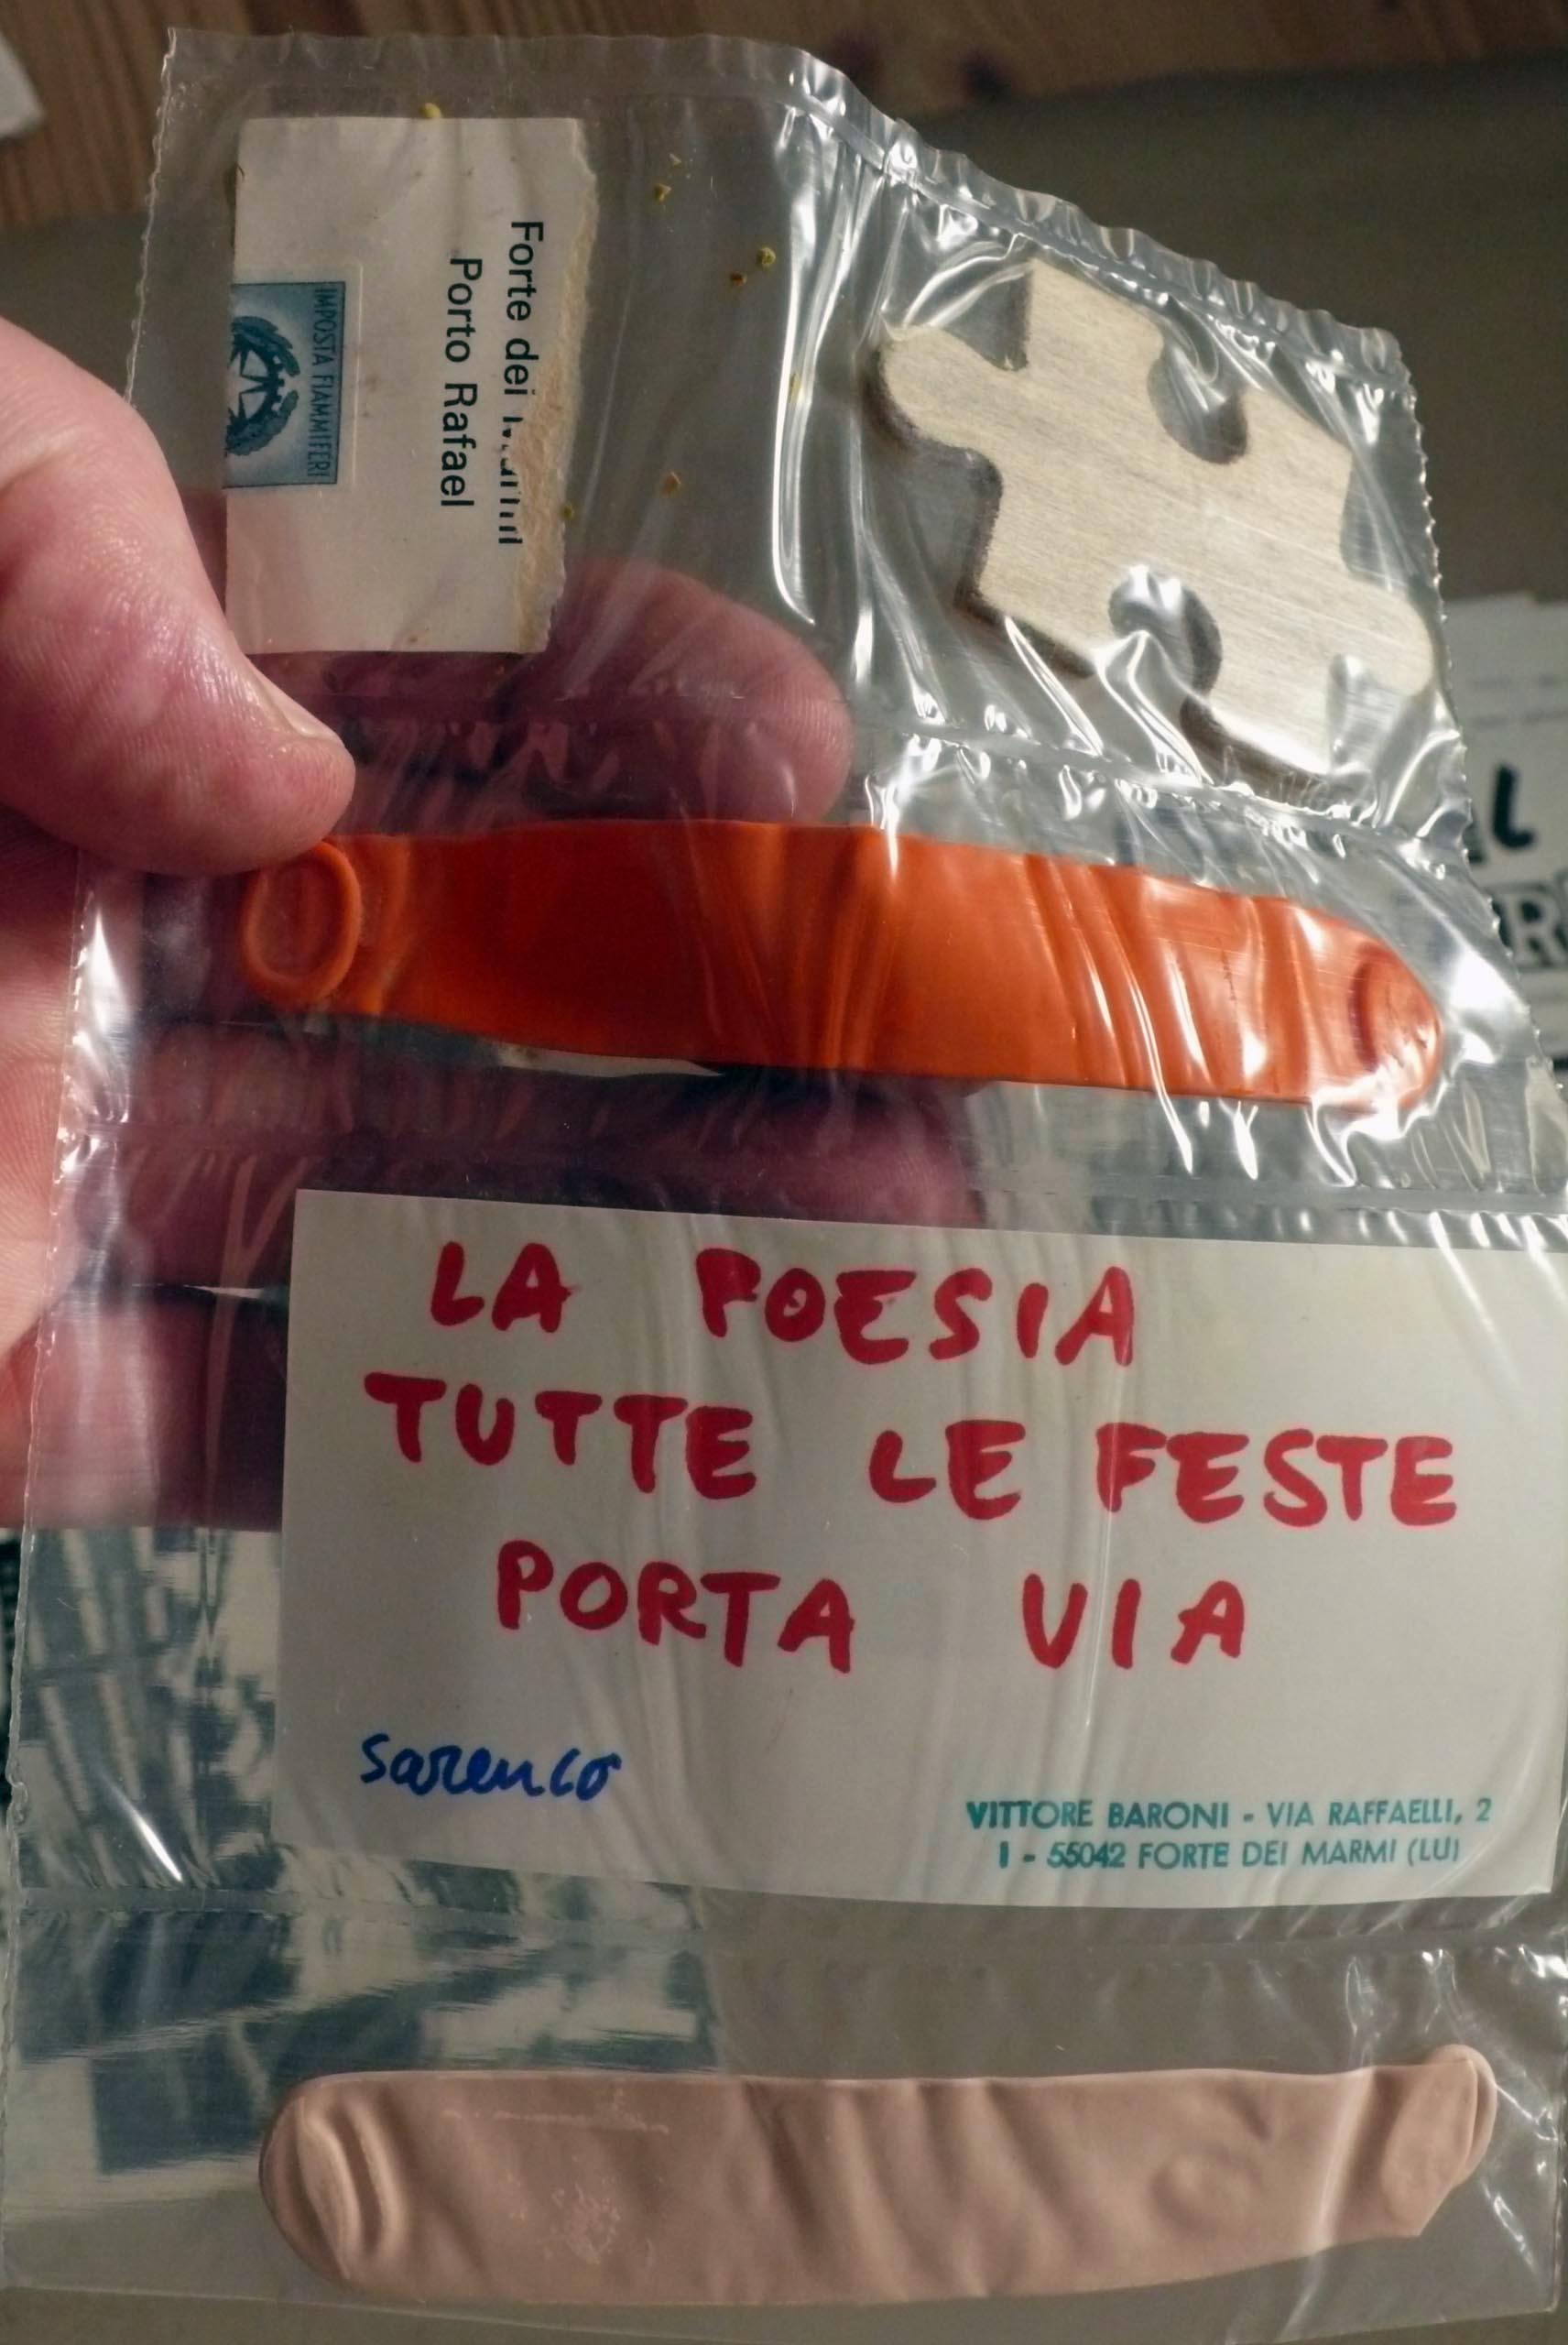 Forte dei Marmi
Porto Rafael
IMPOSTA FIAMMIFERI
LA POESIA
TUTTE LE FESTE
PORTA VIA
Sarenco
VITTORE BARONI - VIA RAFFAELLI, 2
I - 55042 FORTE DEI MARMI (LU)